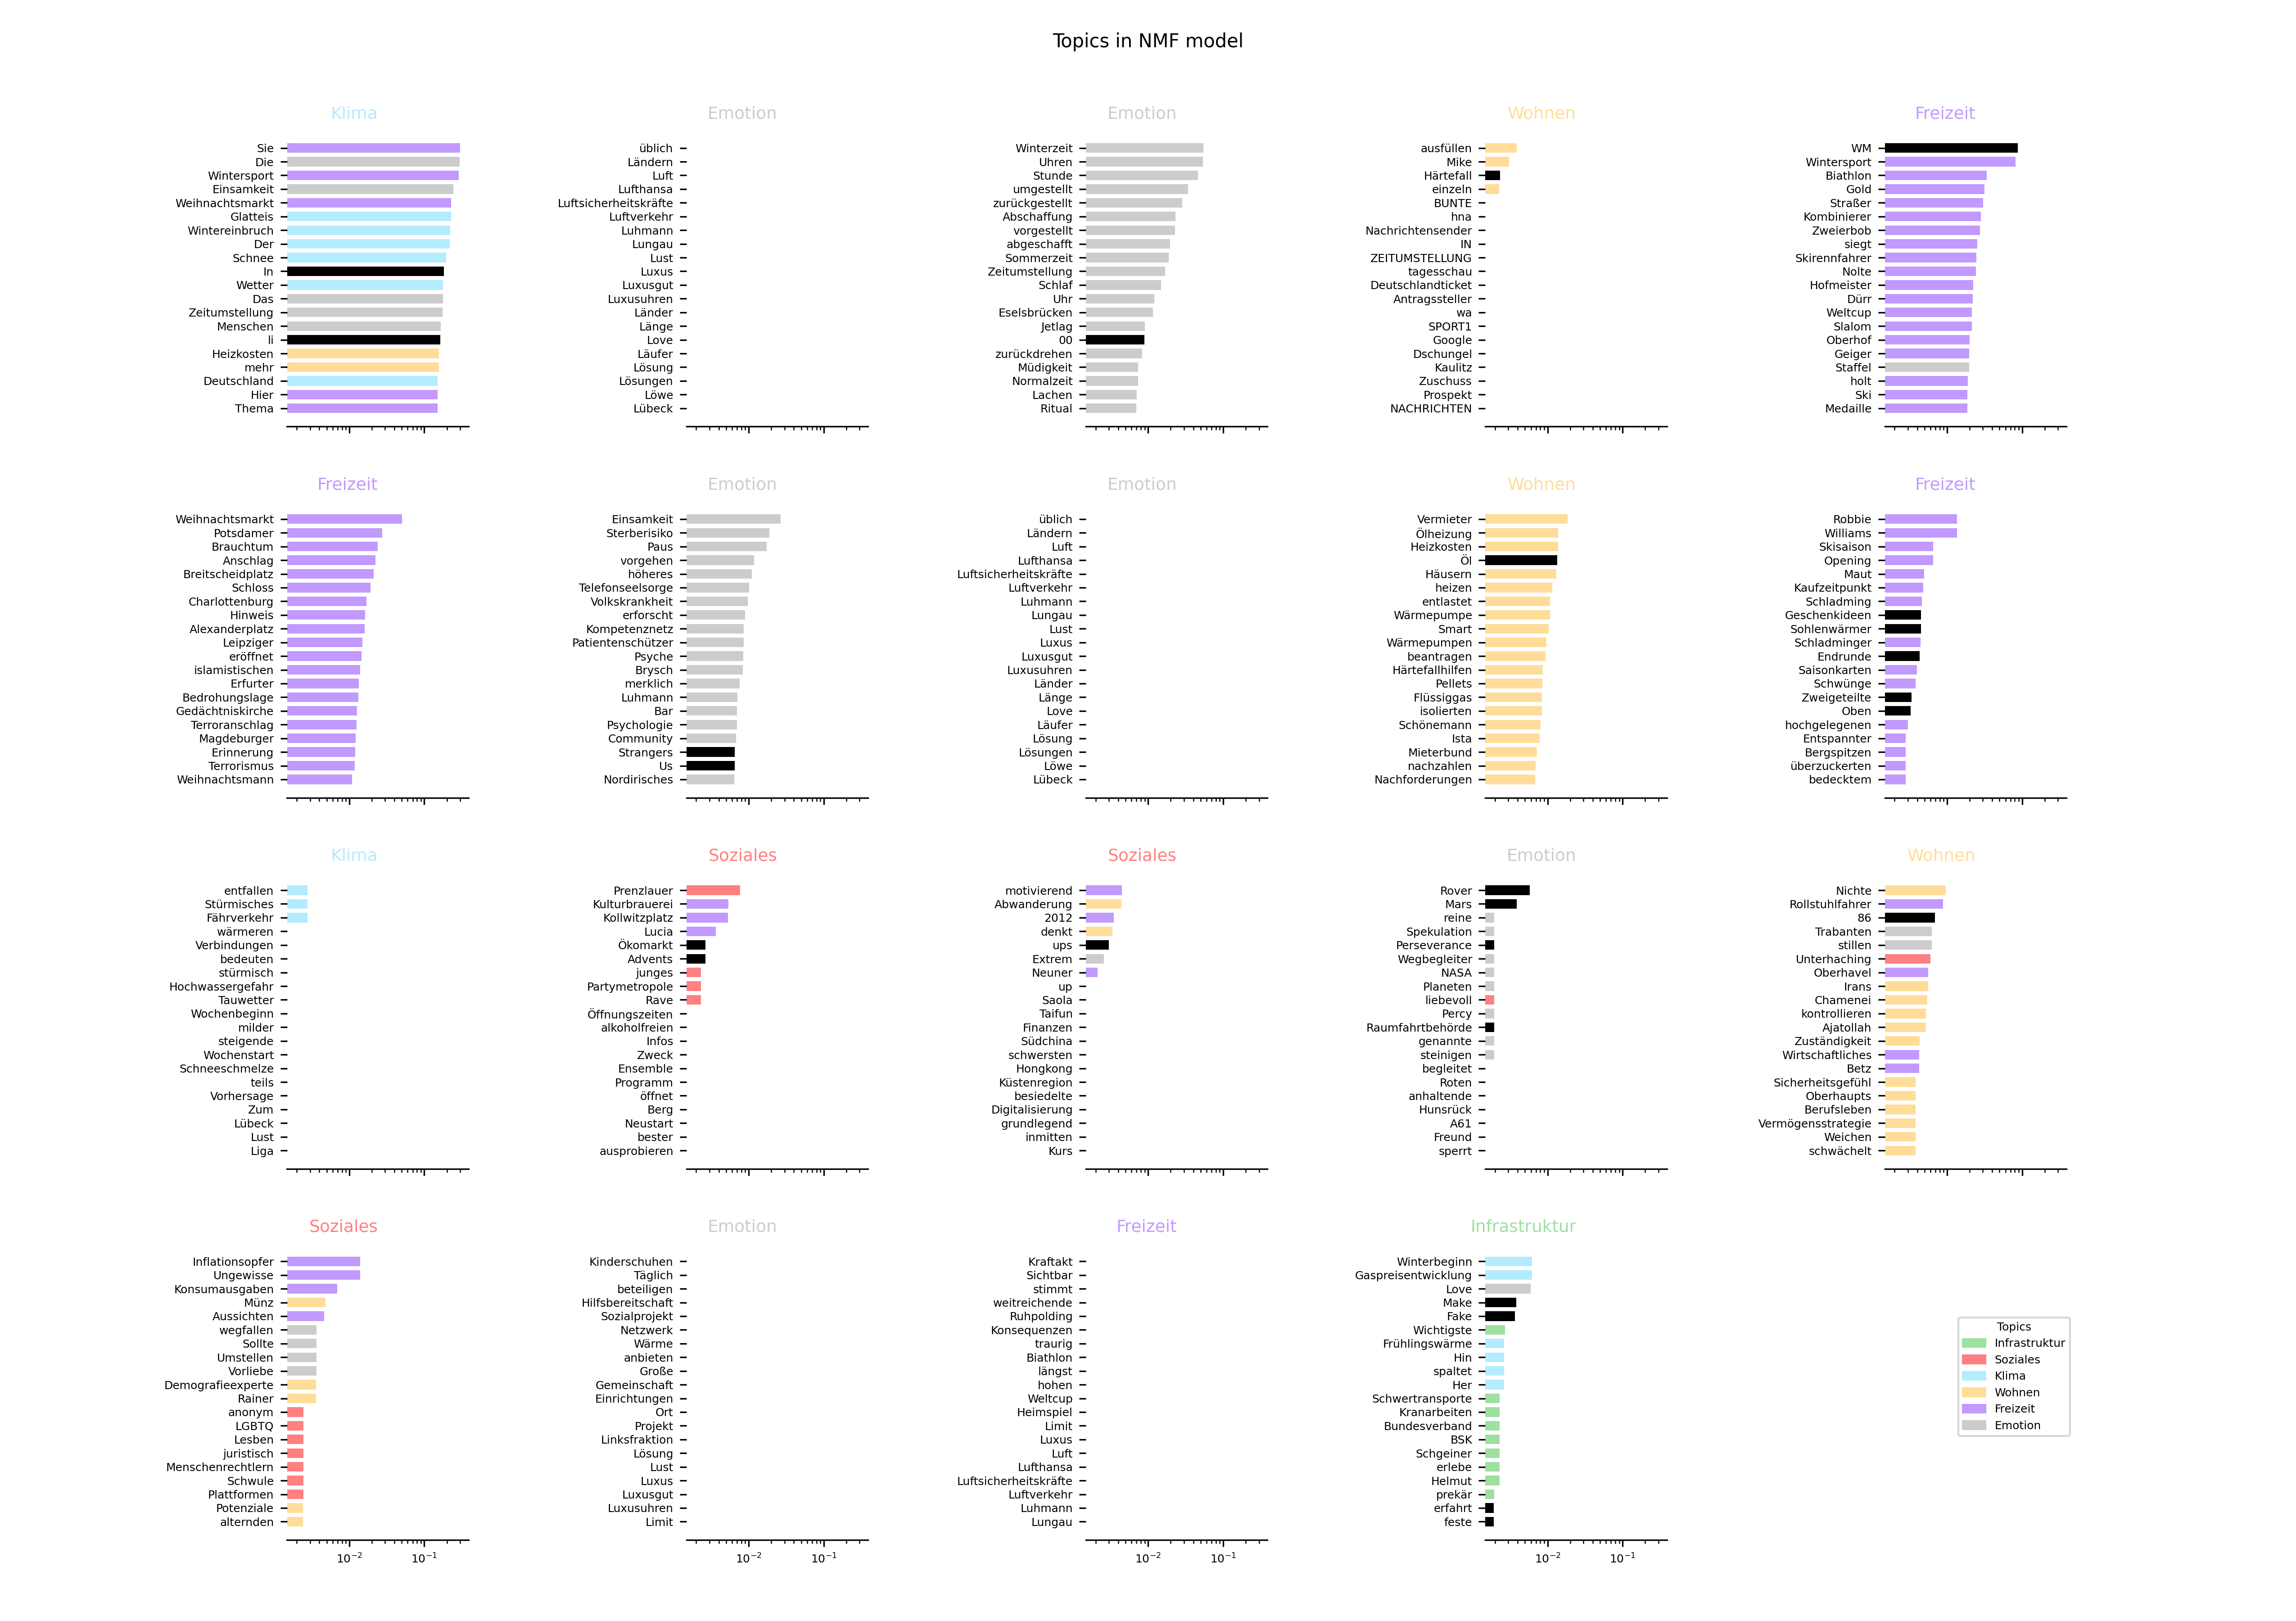 Topics in NMF model
Klima
Sie
Die
Wintersport
Einsamkeit
Weihnachtsmarkt
Glatteis
Wintereinbruch
Der
Schnee
In
Wetter
Das
Zeitumstellung
Menschen
li
Heizkosten
mehr
Deutschland
Hier
Thema
Emotion
üblich
Ländern
Luft
Lufthansa
Luftsicherheitskräfte
Luftverkehr
Luhmann
Lungau
Lust
Luxus
Luxusgut
Luxusuhren
Länder
Länge
Love
Läufer
Lösung
Lösungen
Löwe
Lübeck
Emotion
Winterzeit
Uhren
Stunde
umgestellt
zurückgestellt
Abschaffung
vorgestellt
abgeschafft
Sommerzeit
Zeitumstellung
Schlaf
Uhr
Eselsbrücken
Jetlag
00
zurückdrehen
Müdigkeit
Normalzeit
Lachen
Ritual
Wohnen
ausfüllen
Mike
Härtefall
einzeln
BUNTE
hna
Nachrichtensender
IN
ZEITUMSTELLUNG
tagesschau
Deutschlandticket
Antragssteller
wa
SPORT1
Google
Dschungel
Kaulitz
Zuschuss
Prospekt
NACHRICHTEN
Freizeit
WM
Wintersport
Biathlon
Gold
Straßer
Kombinierer
Zweierbob
siegt
Skirennfahrer
Nolte
Hofmeister
Dürr
Weltcup
Slalom
Oberhof
Geiger
Staffel
holt
Ski
Medaille
Freizeit
Weihnachtsmarkt
Potsdamer
Brauchtum
Anschlag
Breitscheidplatz
Schloss
Charlottenburg
Hinweis
Alexanderplatz
Leipziger
eröffnet
islamistischen
Erfurter
Bedrohungslage
Gedächtniskirche
Terroranschlag
Magdeburger
Erinnerung
Terrorismus
Weihnachtsmann
Emotion
Einsamkeit
Sterberisiko
Paus
vorgehen
höheres
Telefonseelsorge
Volkskrankheit
erforscht
Kompetenznetz
Patientenschützer
Psyche
Brysch
merklich
Luhmann
Bar
Psychologie
Community
Strangers
Us
Nordirisches
Emotion
üblich
Ländern
Luft
Lufthansa
Luftsicherheitskräfte
Luftverkehr
Luhmann
Lungau
Lust
Luxus
Luxusgut
Luxusuhren
Länder
Länge
Love
Läufer
Lösung
Lösungen
Löwe
Lübeck
Wohnen
Vermieter
Ölheizung
Heizkosten
Öl
Häusern
heizen
entlastet
Wärmepumpe
Smart
Wärmepumpen
beantragen
Härtefallhilfen
Pellets
Flüssiggas
isolierten
Schönemann
Ista
Mieterbund
nachzahlen
Nachforderungen
Freizeit
Robbie
Williams
Skisaison
Opening
Maut
Kaufzeitpunkt
Schladming
Geschenkideen
Sohlenwärmer
Schladminger
Endrunde
Saisonkarten
Schwünge
Zweigeteilte
Oben
hochgelegenen
Entspannter
Bergspitzen
überzuckerten
bedecktem
Klima
entfallen
Stürmisches
Fährverkehr
wärmeren
Verbindungen
bedeuten
stürmisch
Hochwassergefahr
Tauwetter
Wochenbeginn
milder
steigende
Wochenstart
Schneeschmelze
teils
Vorhersage
Zum
Lübeck
Lust
Liga
Soziales
Prenzlauer
Kulturbrauerei
Kollwitzplatz
Lucia
Ökomarkt
Advents
junges
Partymetropole
Rave
Öffnungszeiten
alkoholfreien
Infos
Zweck
Ensemble
Programm
öffnet
Berg
Neustart
bester
ausprobieren
Soziales
motivierend
Abwanderung
2012
denkt
ups
Extrem
Neuner
up
Saola
Taifun
Finanzen
Südchina
schwersten
Hongkong
Küstenregion
besiedelte
Digitalisierung
grundlegend
inmitten
Kurs
Emotion
Rover
Mars
reine
Spekulation
Perseverance
Wegbegleiter
NASA
Planeten
liebevoll
Percy
Raumfahrtbehörde
genannte
steinigen
begleitet
Roten
anhaltende
Hunsrück
A61
Freund
sperrt
Wohnen
Nichte
Rollstuhlfahrer
86
Trabanten
stillen
Unterhaching
Oberhavel
Irans
Chamenei
kontrollieren
Ajatollah
Zuständigkeit
Wirtschaftliches
Betz
Sicherheitsgefühl
Oberhaupts
Berufsleben
Vermögensstrategie
Weichen
schwächelt
Soziales
Inflationsopfer
Ungewisse
Konsumausgaben
Münz
Aussichten
wegfallen
Sollte
Umstellen
Vorliebe
Demografieexperte
Rainer
anonym
LGBTQ
Lesben
juristisch
Menschenrechtlern
Schwule
Plattformen
Potenziale
alternden
10⁻² 10⁻¹
Emotion
Kinderschuhen
Täglich
beteiligen
Hilfsbereitschaft
Sozialprojekt
Netzwerk
Wärme
anbieten
Große
Gemeinschaft
Einrichtungen
Ort
Projekt
Linksfraktion
Lösung
Lust
Luxus
Luxusgut
Luxusuhren
Limit
10⁻² 10⁻¹
Freizeit
Kraftakt
Sichtbar
stimmt
weitreichende
Ruhpolding
Konsequenzen
traurig
Biathlon
längst
hohen
Weltcup
Heimspiel
Limit
Luxus
Luft
Lufthansa
Luftsicherheitskräfte
Luftverkehr
Luhmann
Lungau
10⁻² 10⁻¹
Infrastruktur
Winterbeginn
Gaspreisentwicklung
Love
Make
Fake
Wichtigste
Frühlingswärme
Hin
spaltet
Her
Schwertransporte
Kranarbeiten
Bundesverband
BSK
Schgeiner
erlebe
Helmut
prekär
erfahrt
feste
10⁻² 10⁻¹
Topics
Infrastruktur
Soziales
Klima
Wohnen
Freizeit
Emotion